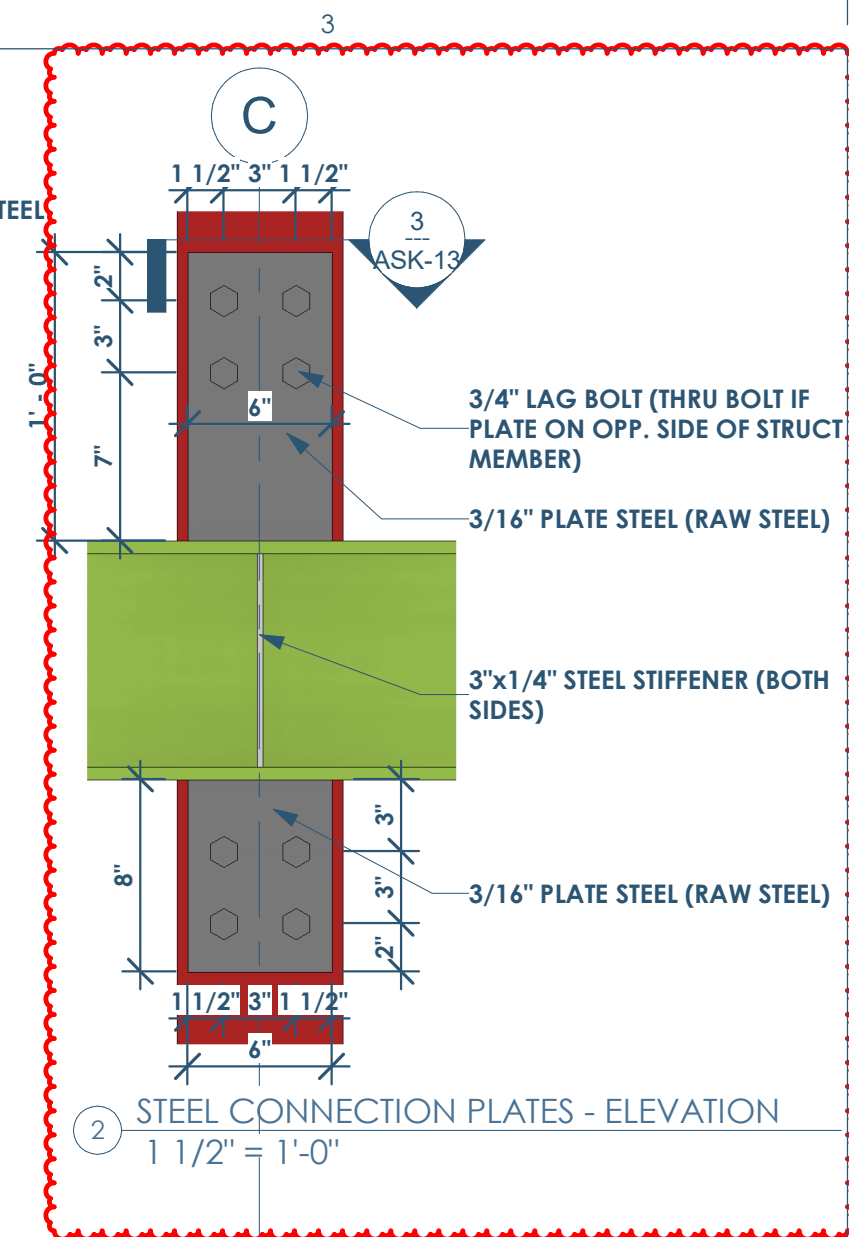 3
C
1 1/2" 3" 1 1/2"
TEEL
3
---
ASK-13
2"
3"
1' - 0"
7"
6"
3/4" LAG BOLT (THRU BOLT IF
PLATE ON OPP. SIDE OF STRUCT
MEMBER)
3/16" PLATE STEEL (RAW STEEL)
3"x1/4" STEEL STIFFENER (BOTH
SIDES)
3"
8"
3"
3/16" PLATE STEEL (RAW STEEL)
2"
1 1/2" 3" 1 1/2"
6"
2 STEEL CONNECTION PLATES - ELEVATION
1 1/2" = 1'-0"